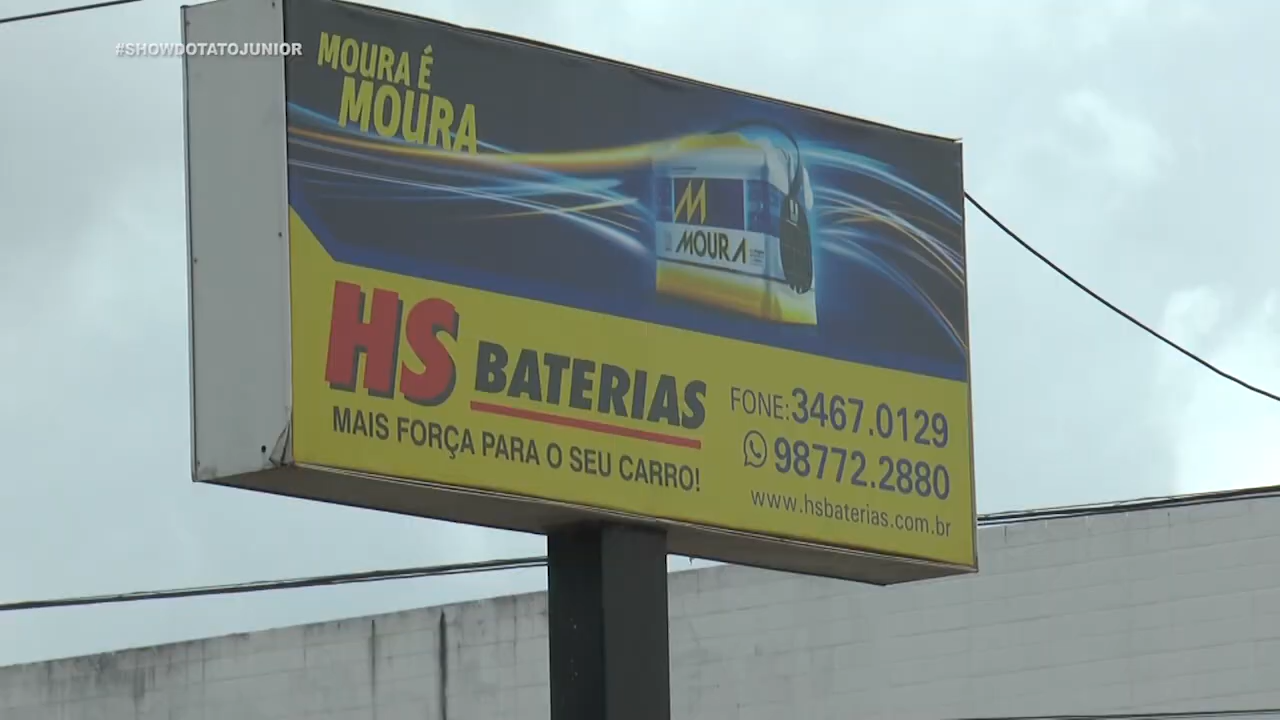 #SHOWDOTATOJUNIOR
MOURA É
MOURA
M
MOURA
HS BATERIAS
MAIS FORÇA PARA O SEU CARRO!
FONE: 3467.0129
98772.2880
www.hsbaterias.com.br